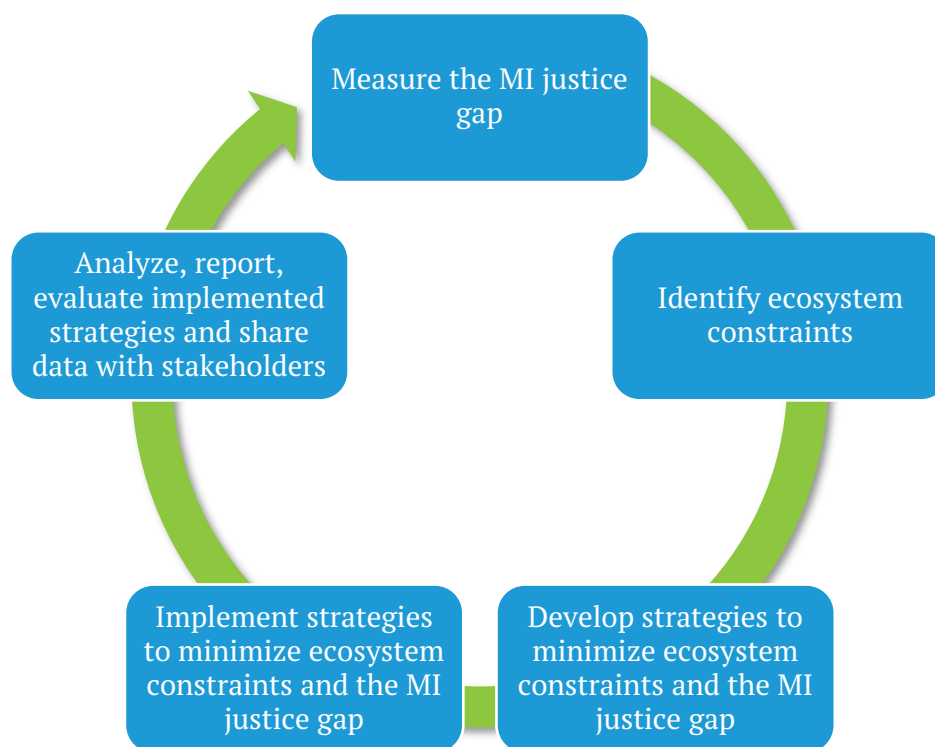 Measure the MI justice
gap
Identify ecosystem
constraints
Develop strategies to
minimize ecosystem
constraints and the MI
justice gap
Implement strategies
to minimize ecosystem
constraints and the MI
justice gap
Analyze, report,
evaluate implemented
strategies and share
data with stakeholders